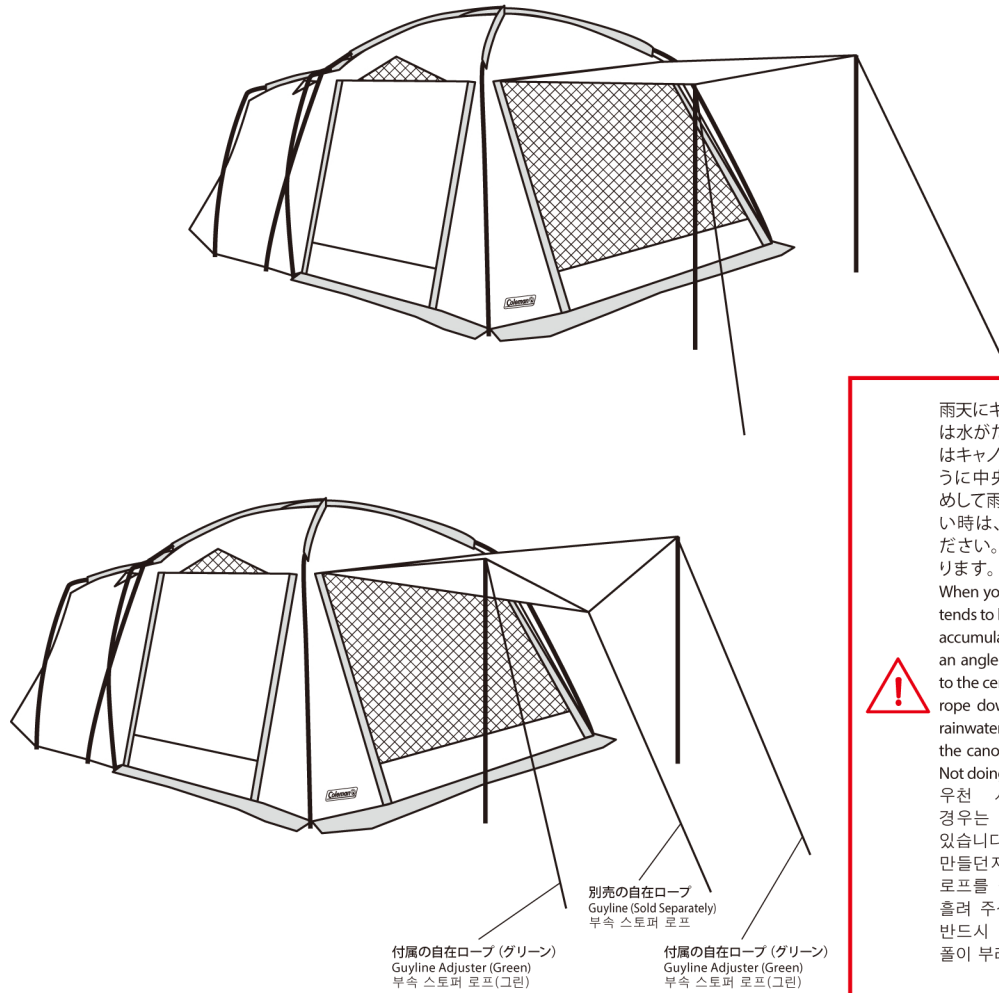 Coleman
雨天にキ
は水がた
はキャノ
うに中央
めして雨
い時は、
ださい。
ります。
When yo
tends to
accumula
an angle
to the ce
rope dov
rainwater
the cano
Not doing
우천
경우는
있습니다
만들던지
로프를
흘려 주
반드시
폴이 부
Coleman
別売の自在ロープ
Guyline (Sold Separately)
부속 스토퍼 로프
付属の自在ロープ (グリーン)
Guyline Adjuster (Green)
부속 스토퍼 로프(그린)
付属の自在ロープ (グリーン)
Guyline Adjuster (Green)
부속 스토퍼 로프(그린)